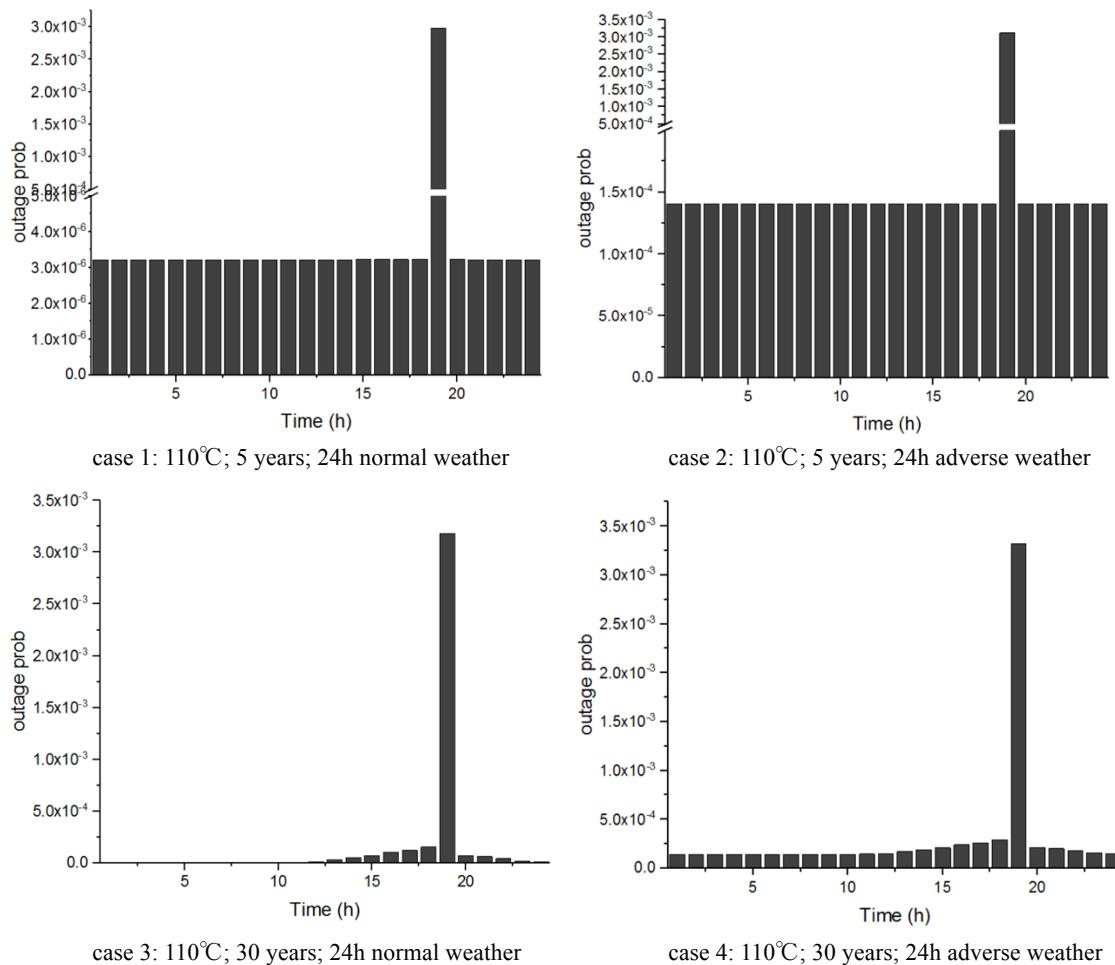 3.0x10⁻³
2.5x10⁻³
2.0x10⁻³
1.5x10⁻³
1.0x10⁻³
5.0x10⁻⁴
5.0x10⁻⁶
4.0x10⁻⁶
3.0x10⁻⁶
2.0x10⁻⁶
1.0x10⁻⁶
0.0
outage prob
5 10 15 20
Time (h)
case 1: 110℃; 5 years; 24h normal weather
3.5x10⁻³
3.0x10⁻³
2.5x10⁻³
2.0x10⁻³
1.5x10⁻³
1.0x10⁻³
5.0x10⁻⁴
1.5x10⁻⁴
1.0x10⁻⁴
5.0x10⁻⁵
0.0
outage prob
5 10 15 20
Time (h)
case 2: 110℃; 5 years; 24h adverse weather
3.5x10⁻³
3.0x10⁻³
2.5x10⁻³
2.0x10⁻³
1.5x10⁻³
1.0x10⁻³
5.0x10⁻⁴
0.0
outage prob
5 10 15 20
Time (h)
case 3: 110℃; 30 years; 24h normal weather
3.5x10⁻³
3.0x10⁻³
2.5x10⁻³
2.0x10⁻³
1.5x10⁻³
1.0x10⁻³
5.0x10⁻⁴
0.0
outage prob
5 10 15 20
Time (h)
case 4: 110℃; 30 years; 24h adverse weather